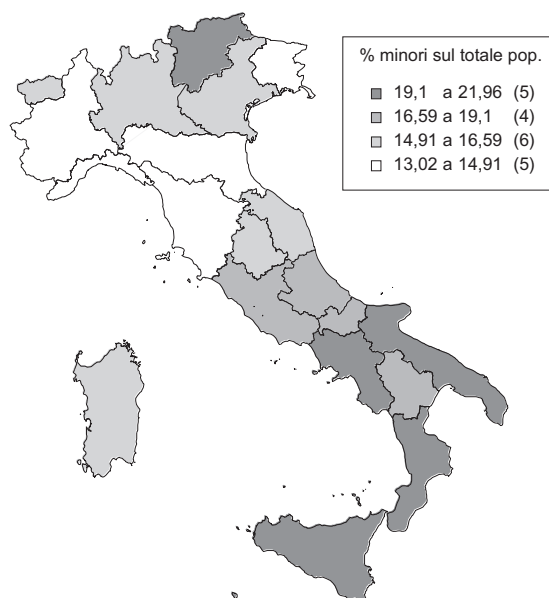 % minori sul totale pop.
19,1 a 21,96 (5)
16,59 a 19,1 (4)
14,91 a 16,59 (6)
13,02 a 14,91 (5)